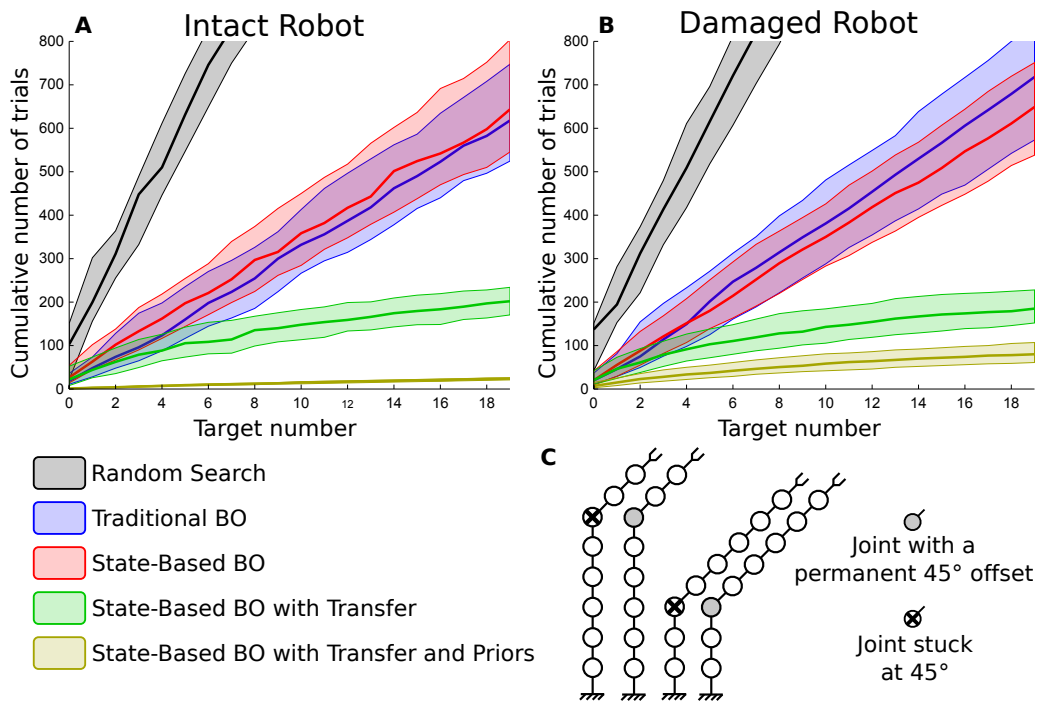 A Intact Robot
Cumulative number of trials
800
700
600
500
400
300
200
100
0
0 2 4 6 8 10 12 14 16 18
Target number
B Damaged Robot
Cumulative number of trials
800
700
600
500
400
300
200
100
0
0 2 4 6 8 10 12 14 16 18
Target number
Random Search
Traditional BO
State-Based BO
State-Based BO with Transfer
State-Based BO with Transfer and Priors
C
Joint with a
permanent 45° offset
Joint stuck
at 45°